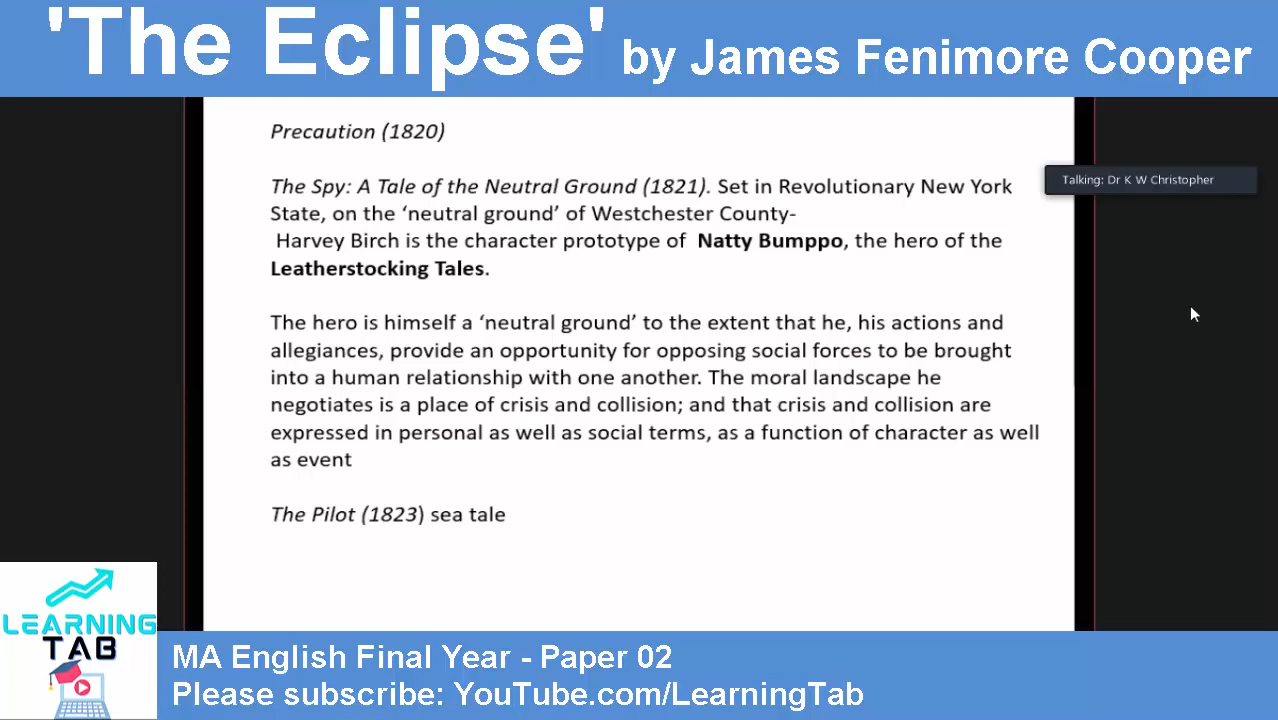 'The Eclipse' by James Fenimore Cooper
Precaution (1820)
Talking: Dr K W Christopher
The Spy: A Tale of the Neutral Ground (1821). Set in Revolutionary New York
State, on the ‘neutral ground’ of Westchester County-
Harvey Birch is the character prototype of Natty Bumppo, the hero of the
Leatherstocking Tales.
The hero is himself a ‘neutral ground’ to the extent that he, his actions and
allegiances, provide an opportunity for opposing social forces to be brought
into a human relationship with one another. The moral landscape he
negotiates is a place of crisis and collision; and that crisis and collision are
expressed in personal as well as social terms, as a function of character as well
as event
The Pilot (1823) sea tale
LEARNING
TAB
MA English Final Year - Paper 02
Please subscribe: YouTube.com/LearningTab